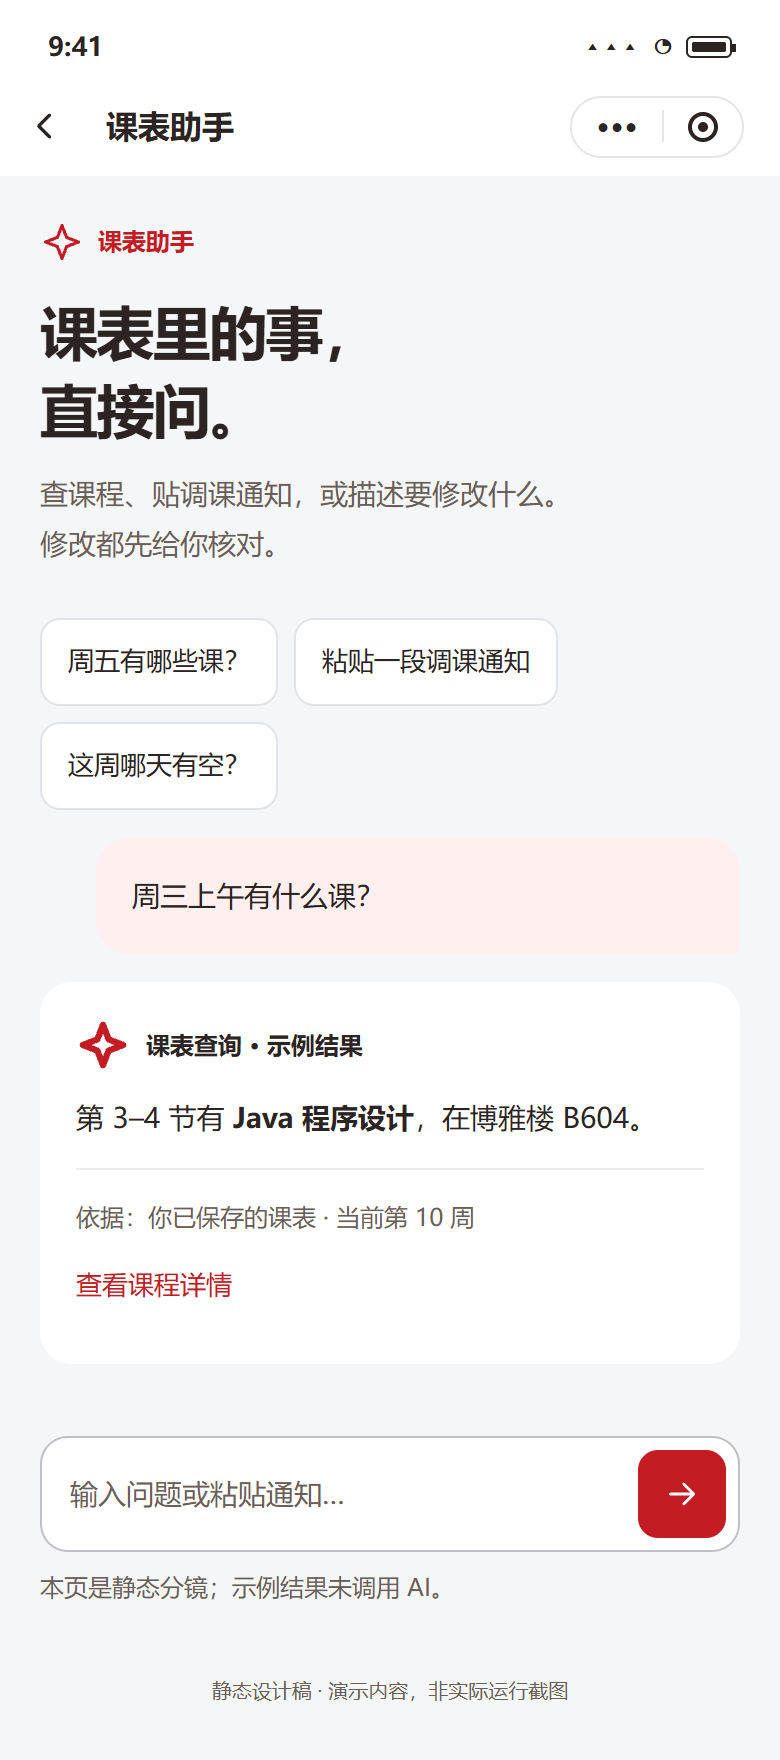 9:41
课表助手
课表助手
课表里的事，
直接问。
查课程、贴调课通知，或描述要修改什么。
修改都先给你核对。
周五有哪些课？
粘贴一段调课通知
这周哪天有空？
周三上午有什么课？
课表查询·示例结果
第 3–4 节有 Java 程序设计，在博雅楼 B604。
依据：你已保存的课表 · 当前第 10 周
查看课程详情
输入问题或粘贴通知...
本页是静态分镜；示例结果未调用 AI。
静态设计稿 · 演示内容，非实际运行截图